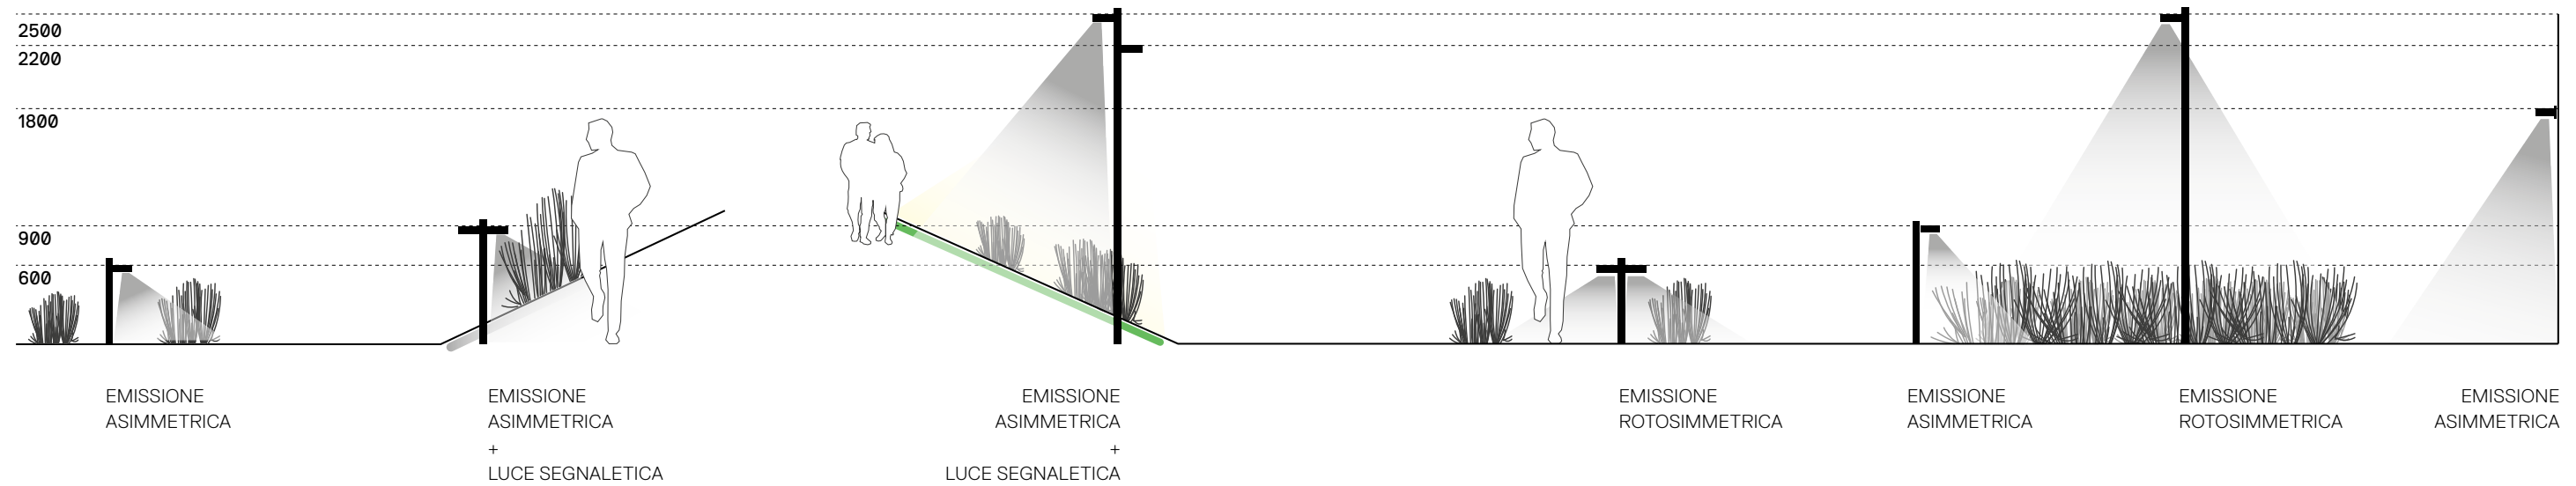 2500
2200
1800
900
600
EMISSIONE
ASIMMETRICA
EMISSIONE
ASIMMETRICA
+
LUCE SEGNALETICA
EMISSIONE
ASIMMETRICA
+
LUCE SEGNALETICA
EMISSIONE
ROTOSIMMETRICA
EMISSIONE
ASIMMETRICA
EMISSIONE
ROTOSIMMETRICA
EMISSIONE
ASIMMETRICA